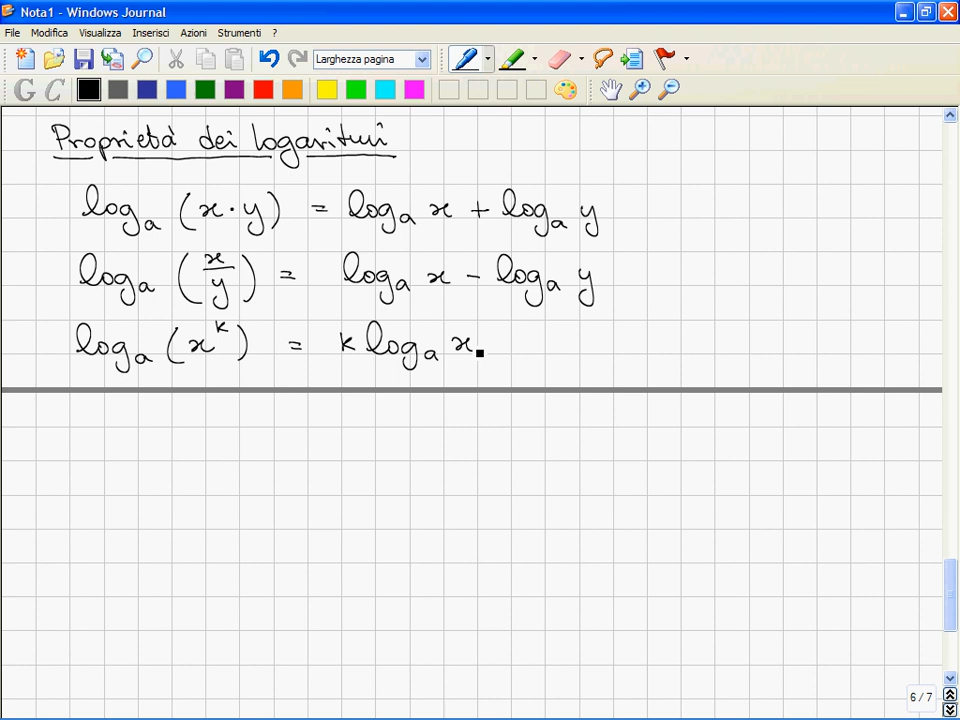 Nota1 - Windows Journal
File Modifica Visualizza Inserisci Azioni Strumenti ?
Larghezza pagina
G C
Proprietà dei logaritmi
logₐ (x · y) = logₐ x + logₐ y
logₐ (x/y) = logₐ x - logₐ y
logₐ (xᵏ) = k logₐ x
6 / 7